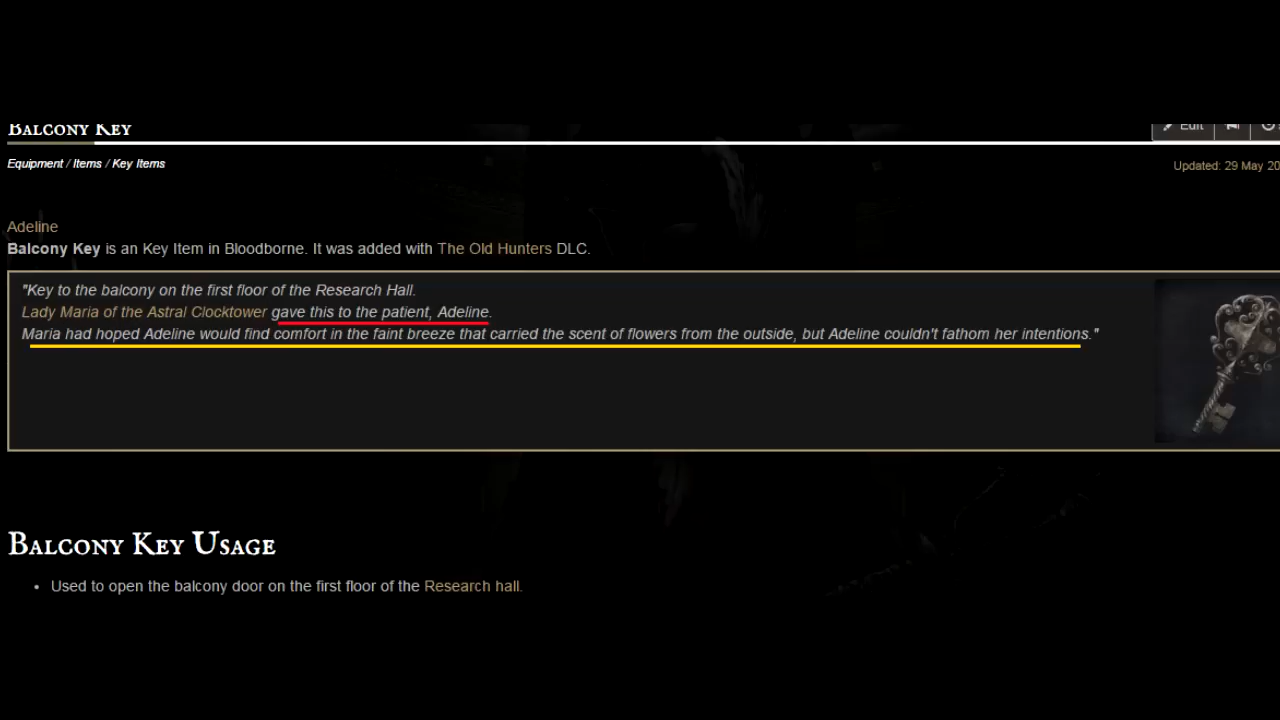 Balcony Key
Edit
Equipment / Items / Key Items
Updated: 29 May 20
Adeline
Balcony Key is an Key Item in Bloodborne. It was added with The Old Hunters DLC.
"Key to the balcony on the first floor of the Research Hall.
Lady Maria of the Astral Clocktower gave this to the patient, Adeline.
Maria had hoped Adeline would find comfort in the faint breeze that carried the scent of flowers from the outside, but Adeline couldn't fathom her intentions."
Balcony Key Usage
• Used to open the balcony door on the first floor of the Research hall.